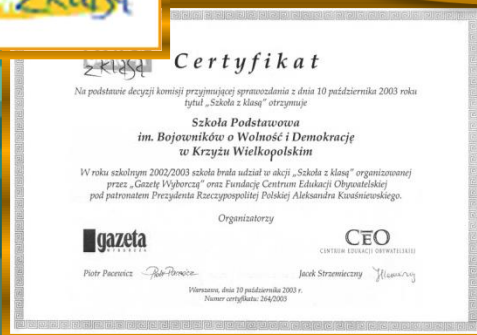 z klasą
z klasą
Certyfikat
Na podstawie decyzji komisji przyjmującej sprawozdania z dnia 10 października 2003 roku
tytuł „Szkoła z klasą" otrzymuje
Szkoła Podstawowa
im. Bojowników o Wolność i Demokrację
w Krzyżu Wielkopolskim
W roku szkolnym 2002/2003 szkoła brała udział w akcji „Szkoła z klasą" organizowanej
przez „Gazetę Wyborczą" oraz Fundację Centrum Edukacji Obywatelskiej
pod patronatem Prezydenta Rzeczypospolitej Polskiej Aleksandra Kwaśniewskiego.
Organizatorzy
gazeta
WYBORCZA
CEO
CENTRUM EDUKACJI OBYWATELSKIEJ
Piotr Pacewicz
Jacek Strzemieczny
Warszawa, dnia 10 października 2003 r.
Numer certyfikatu: 264/2003